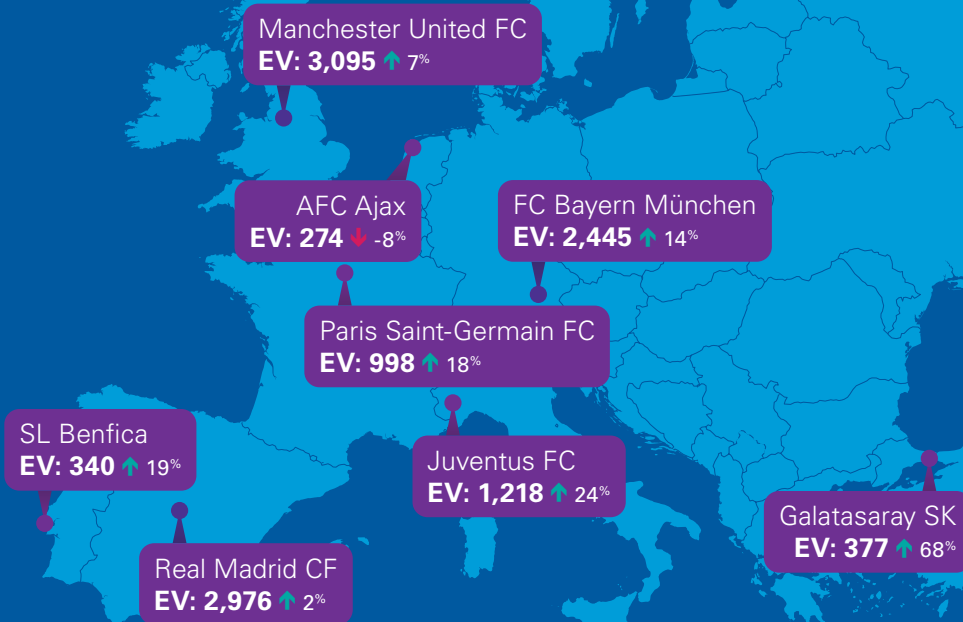 Manchester United FC
EV: 3,095 ↑ 7%
AFC Ajax
EV: 274 ↓ -8%
FC Bayern München
EV: 2,445 ↑ 14%
Paris Saint-Germain FC
EV: 998 ↑ 18%
SL Benfica
EV: 340 ↑ 19%
Juventus FC
EV: 1,218 ↑ 24%
Galatasaray SK
EV: 377 ↑ 68%
Real Madrid CF
EV: 2,976 ↑ 2%